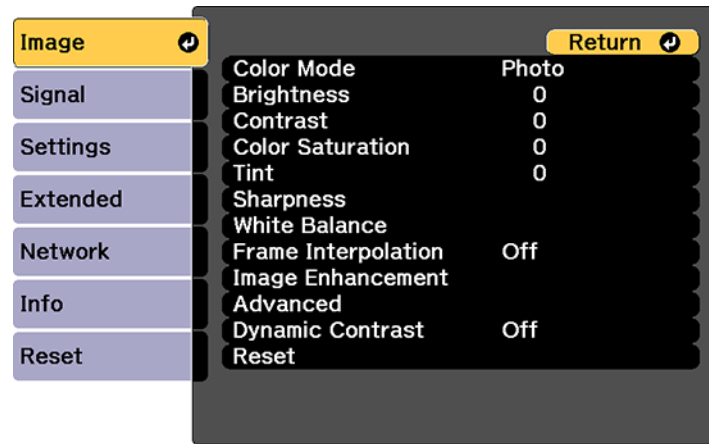 Image
Signal
Settings
Extended
Network
Info
Reset
Return
Color Mode Photo
Brightness 0
Contrast 0
Color Saturation 0
Tint 0
Sharpness
White Balance
Frame Interpolation Off
Image Enhancement
Advanced
Dynamic Contrast Off
Reset